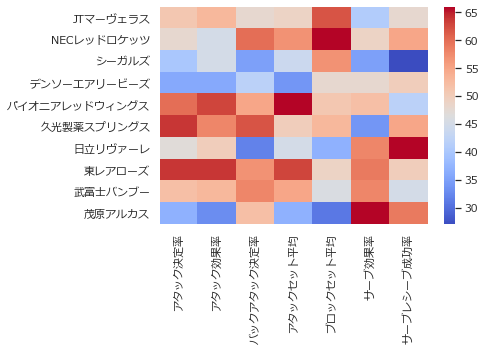 JTマーヴェラス
NECレッドロケッツ
シーガルズ
デンソーエアリービーズ
パイオニアレッドウィングス
久光製薬スプリングス
日立リヴァーレ
東レアローズ
武富士バンブー
茂原アルカス
アタック決定率
アタック効果率
バックアタック決定率
アタックセット平均
ブロックセット平均
サーブ効果率
サーブレシーブ成功率
65
60
55
50
45
40
35
30